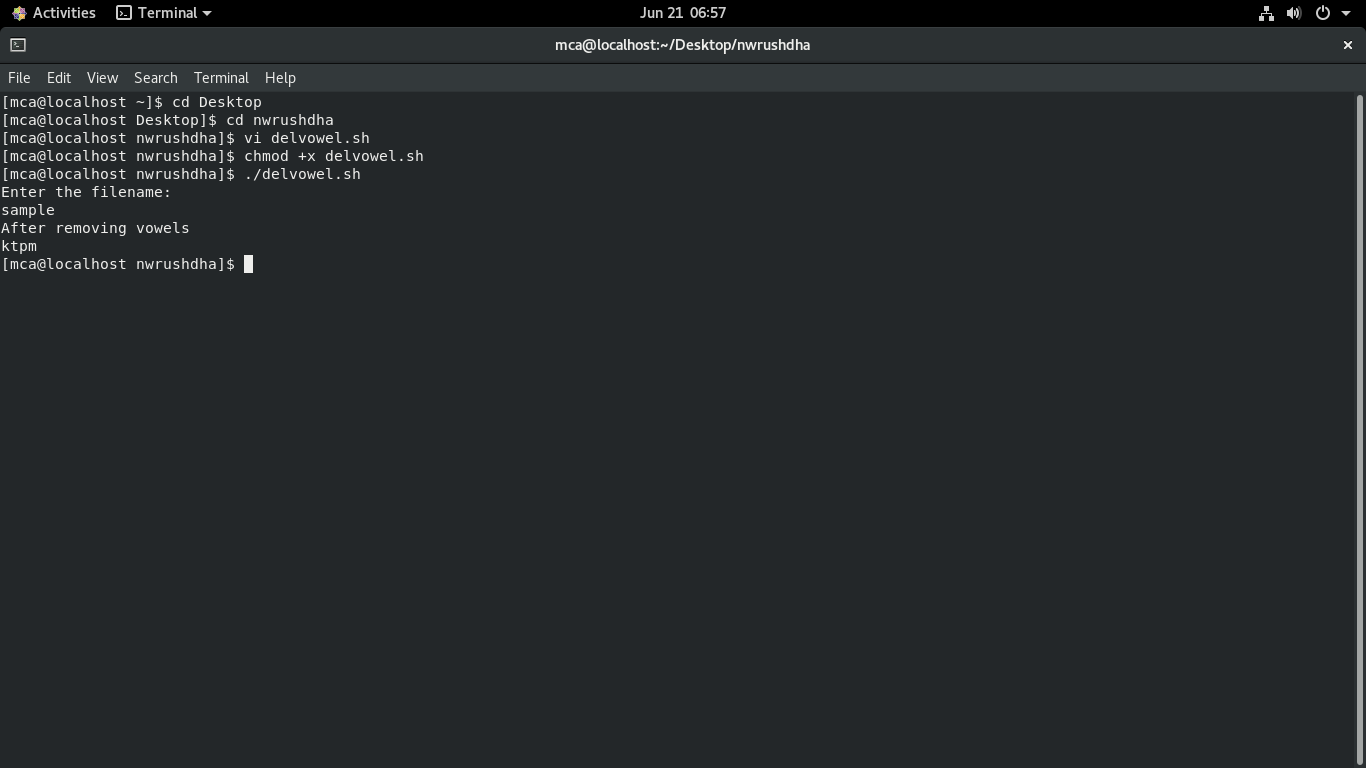 Activities Terminal Jun 21 06:57
mca@localhost:~/Desktop/nwrushdha
File Edit View Search Terminal Help
[mca@localhost ~]$ cd Desktop
[mca@localhost Desktop]$ cd nwrushdha
[mca@localhost nwrushdha]$ vi delvowel.sh
[mca@localhost nwrushdha]$ chmod +x delvowel.sh
[mca@localhost nwrushdha]$ ./delvowel.sh
Enter the filename:
sample
After removing vowels
ktpm
[mca@localhost nwrushdha]$